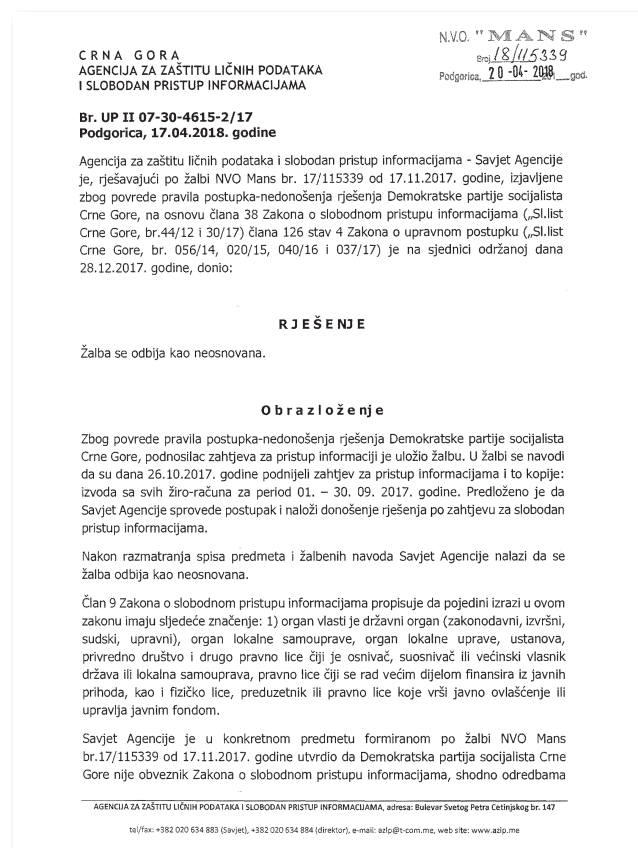 N.V.O. "MANS"
Broj 18/115339
Podgorica, 20-04-2018 god.
CRNA GORA
AGENCIJA ZA ZAŠTITU LIČNIH PODATAKA
I SLOBODAN PRISTUP INFORMACIJAMA
Br. UP II 07-30-4615-2/17
Podgorica, 17.04.2018. godine
Agencija za zaštitu ličnih podataka i slobodan pristup informacijama - Savjet Agencije
je, rješavajući po žalbi NVO Mans br. 17/115339 od 17.11.2017. godine, izjavljene
zbog povrede pravila postupka-nedonošenja rješenja Demokratske partije socijalista
Crne Gore, na osnovu člana 38 Zakona o slobodnom pristupu informacijama („Sl.list
Crne Gore, br.44/12 i 30/17) člana 126 stav 4 Zakona o upravnom postupku („Sl.list
Crne Gore, br. 056/14, 020/15, 040/16 i 037/17) je na sjednici održanoj dana
28.12.2017. godine, donio:
RJEŠENJE
Žalba se odbija kao neosnovana.
Obrazloženje
Zbog povrede pravila postupka-nedonošenja rješenja Demokratske partije socijalista
Crne Gore, podnosilac zahtjeva za pristup informaciji je uložio žalbu. U žalbi se navodi
da su dana 26.10.2017. godine podnijeli zahtjev za pristup informacijama i to kopije:
izvoda sa svih žiro-računa za period 01. – 30. 09. 2017. godine. Predloženo je da
Savjet Agencije sprovede postupak i naloži donošenje rješenja po zahtjevu za slobodan
pristup informacijama.
Nakon razmatranja spisa predmeta i žalbenih navoda Savjet Agencije nalazi da se
žalba odbija kao neosnovana.
Član 9 Zakona o slobodnom pristupu informacijama propisuje da pojedini izrazi u ovom
zakonu imaju sljedeće značenje: 1) organ vlasti je državni organ (zakonodavni, izvršni,
sudski, upravni), organ lokalne samouprave, organ lokalne uprave, ustanova,
privredno društvo i drugo pravno lice čiji je osnivač, suosnivač ili većinski vlasnik
država ili lokalna samouprava, pravno lice čiji se rad većim dijelom finansira iz javnih
prihoda, kao i fizičko lice, preduzetnik ili pravno lice koje vrši javno ovlašćenje ili
upravlja javnim fondom.
Savjet Agencije je u konkretnom predmetu formiranom po žalbi NVO Mans
br.17/115339 od 17.11.2017. godine utvrdio da Demokratska partija socijalista Crne
Gore nije obveznik Zakona o slobodnom pristupu informacijama, shodno odredbama
AGENCIJA ZA ZAŠTITU LIČNIH PODATAKA I SLOBODAN PRISTUP INFORMACIJAMA, adresa: Bulevar Svetog Petra Cetinjskog br. 147
tel/fax: +382 020 634 883 (Savjet), +382 020 634 884 (direktor), e-mail: azlp@t-com.me, web site: www.azlp.me